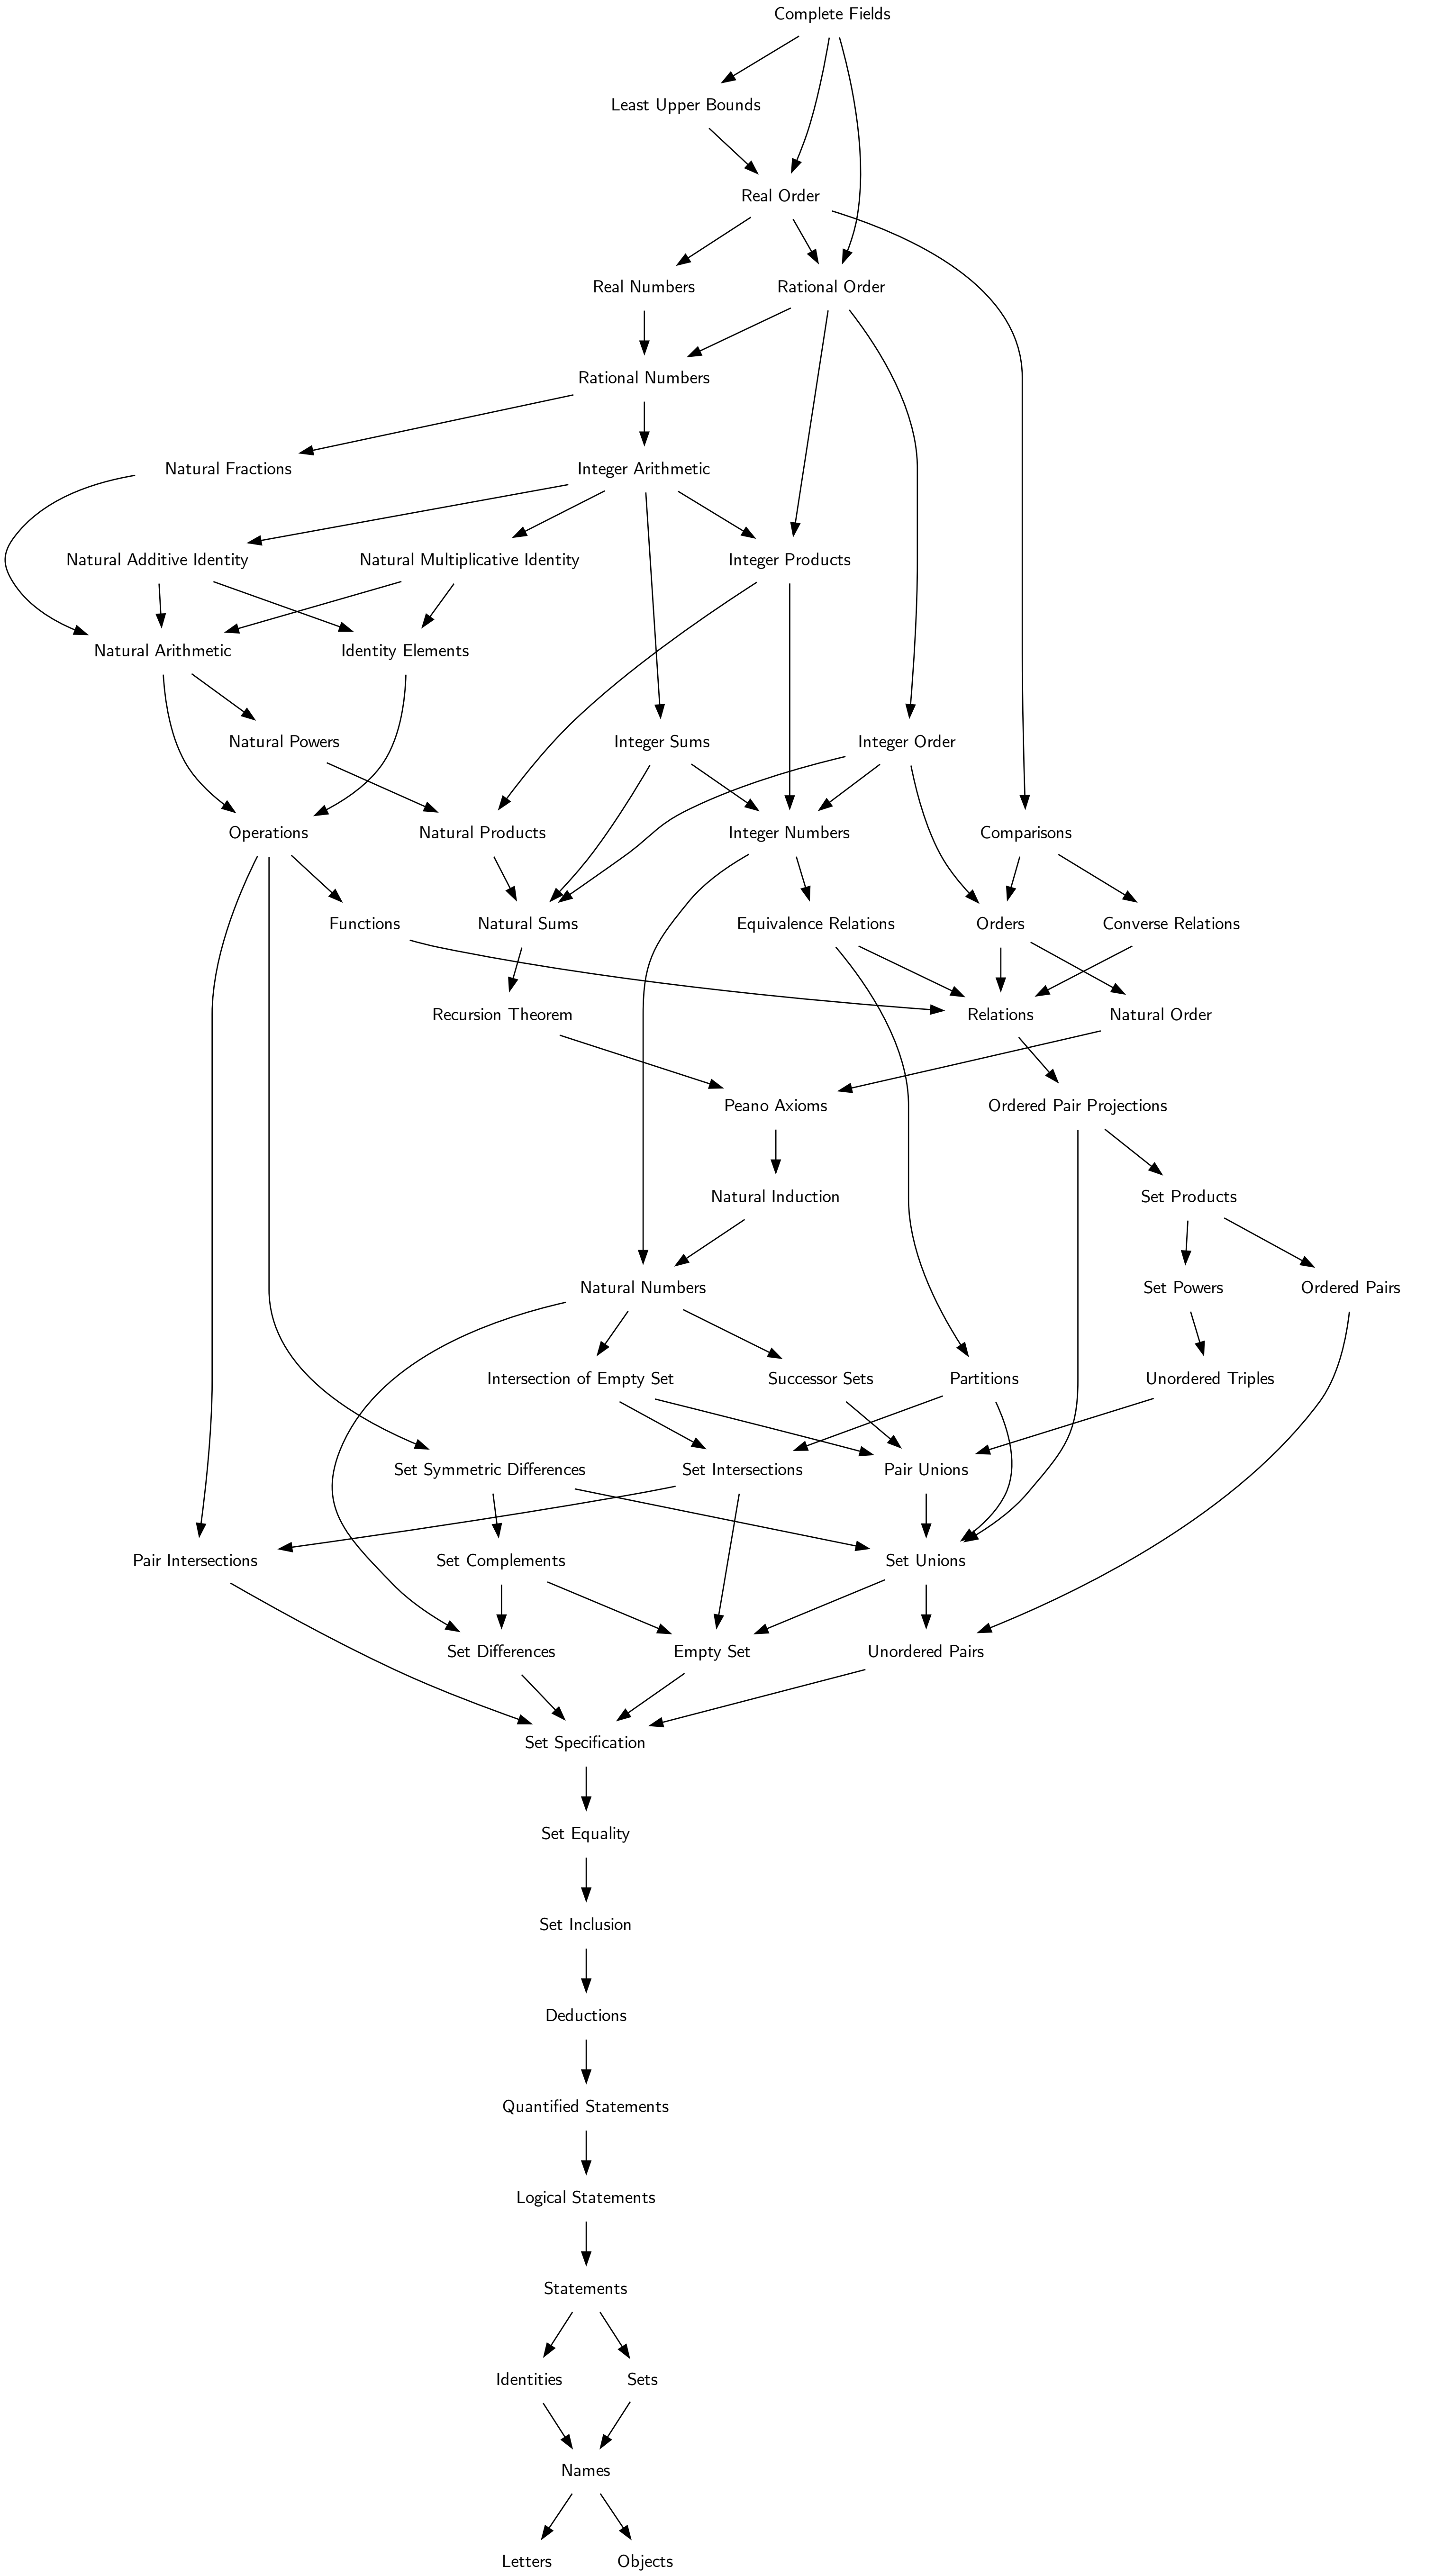 Complete Fields
Least Upper Bounds
Real Order
Real Numbers
Rational Order
Rational Numbers
Natural Fractions
Integer Arithmetic
Natural Additive Identity
Natural Multiplicative Identity
Integer Products
Natural Arithmetic
Identity Elements
Natural Powers
Integer Sums
Integer Order
Operations
Natural Products
Integer Numbers
Comparisons
Functions
Natural Sums
Equivalence Relations
Orders
Converse Relations
Recursion Theorem
Relations
Natural Order
Peano Axioms
Ordered Pair Projections
Natural Induction
Set Products
Natural Numbers
Set Powers
Ordered Pairs
Intersection of Empty Set
Successor Sets
Partitions
Unordered Triples
Set Symmetric Differences
Set Intersections
Pair Unions
Pair Intersections
Set Complements
Set Unions
Set Differences
Empty Set
Unordered Pairs
Set Specification
Set Equality
Set Inclusion
Deductions
Quantified Statements
Logical Statements
Statements
Identities
Sets
Names
Letters
Objects